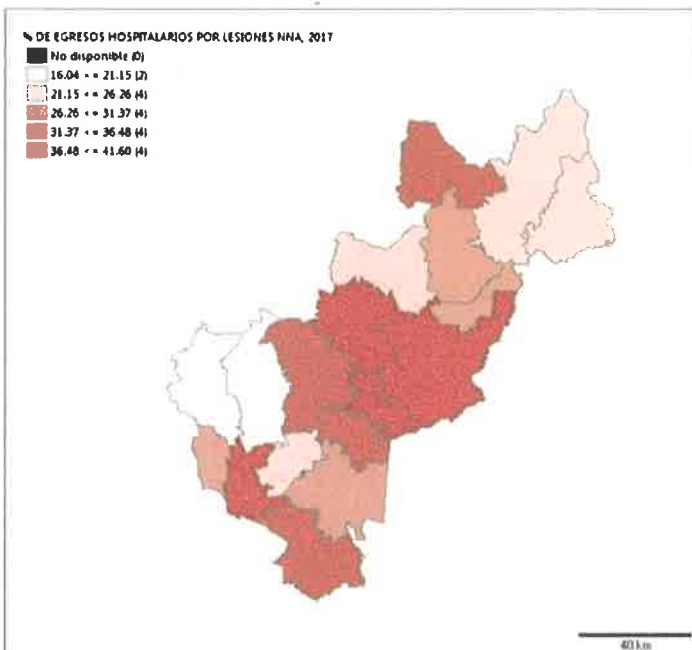 % DE EGRESOS HOSPITALARIOS POR LESIONES NNA, 2017
No disponible (0)
16.04 < = 21.15 (2)
21.15 < = 26.26 (4)
26.26 < = 31.37 (4)
31.37 < = 36.48 (4)
36.48 < = 41.60 (4)
40 km